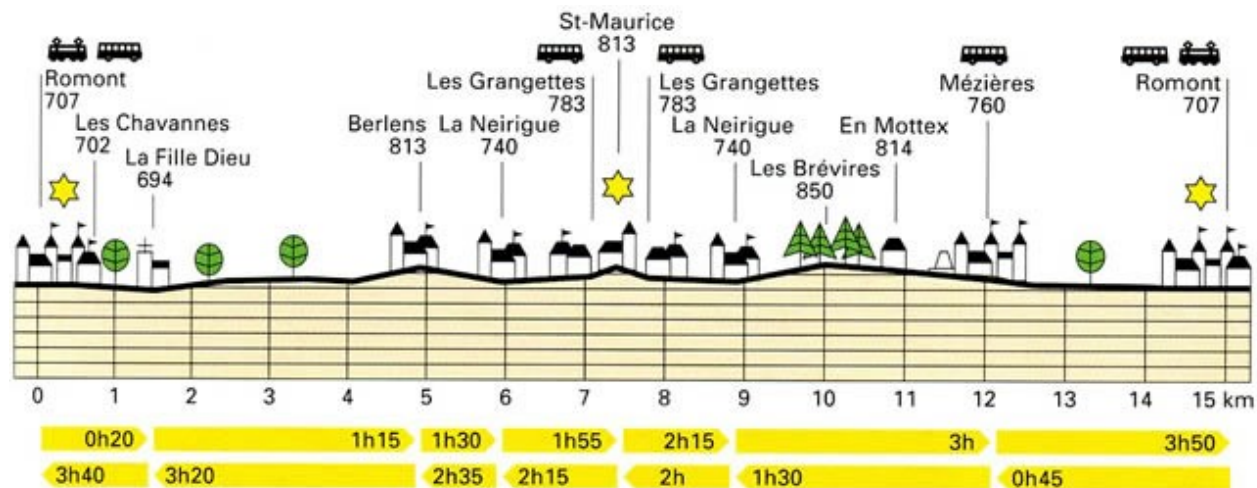 St-Maurice
813
Romont
707
Les Grangettes
783
Les Grangettes
783
Mézières
760
Romont
707
Les Chavannes
702
La Fille Dieu
694
Berlens
813
La Neirigue
740
La Neirigue
740
En Mottex
814
Les Brévires
850
0 1 2 3 4 5 6 7 8 9 10 11 12 13 14 15 km
0h20 1h15 1h30 1h55 2h15 3h 3h50
3h40 3h20 2h35 2h15 2h 1h30 0h45